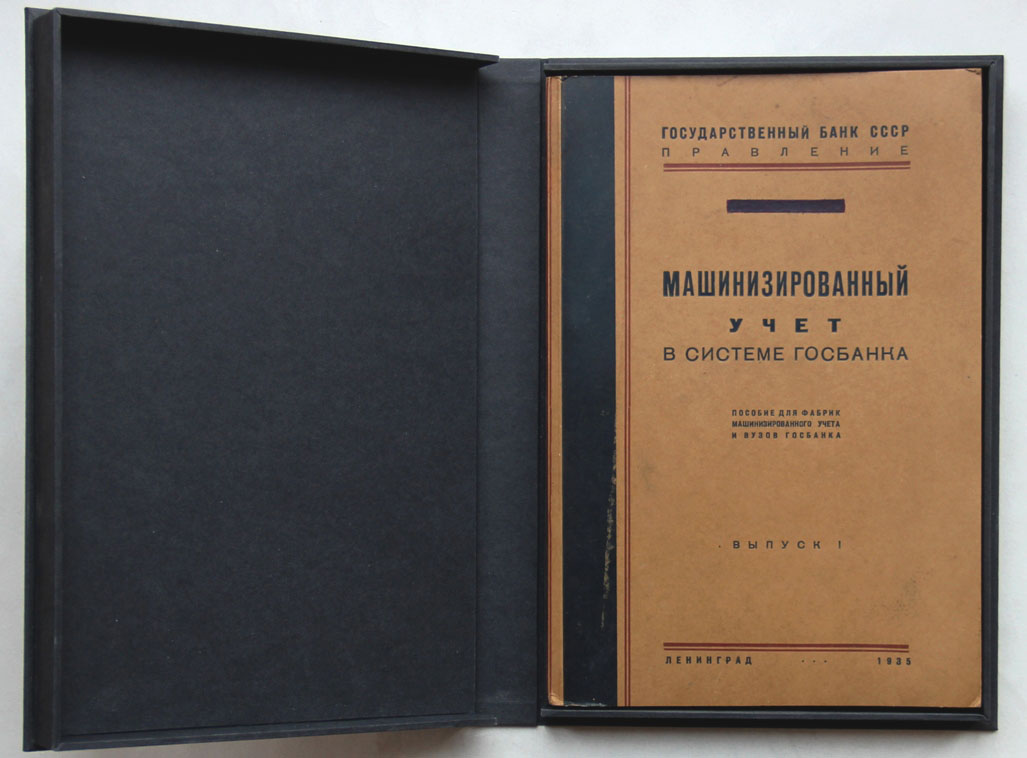 ГОСУДАРСТВЕННЫЙ БАНК СССР
ПРАВЛЕНИЕ
МАШИНИЗИРОВАННЫЙ
УЧЕТ
В СИСТЕМЕ ГОСБАНКА
ПОСОБИЕ ДЛЯ ФАБРИК
МАШИНИЗИРОВАННОГО УЧЕТА
И ВУЗОВ ГОСБАНКА
ВЫПУСК I
ЛЕНИНГРАД ... 1935